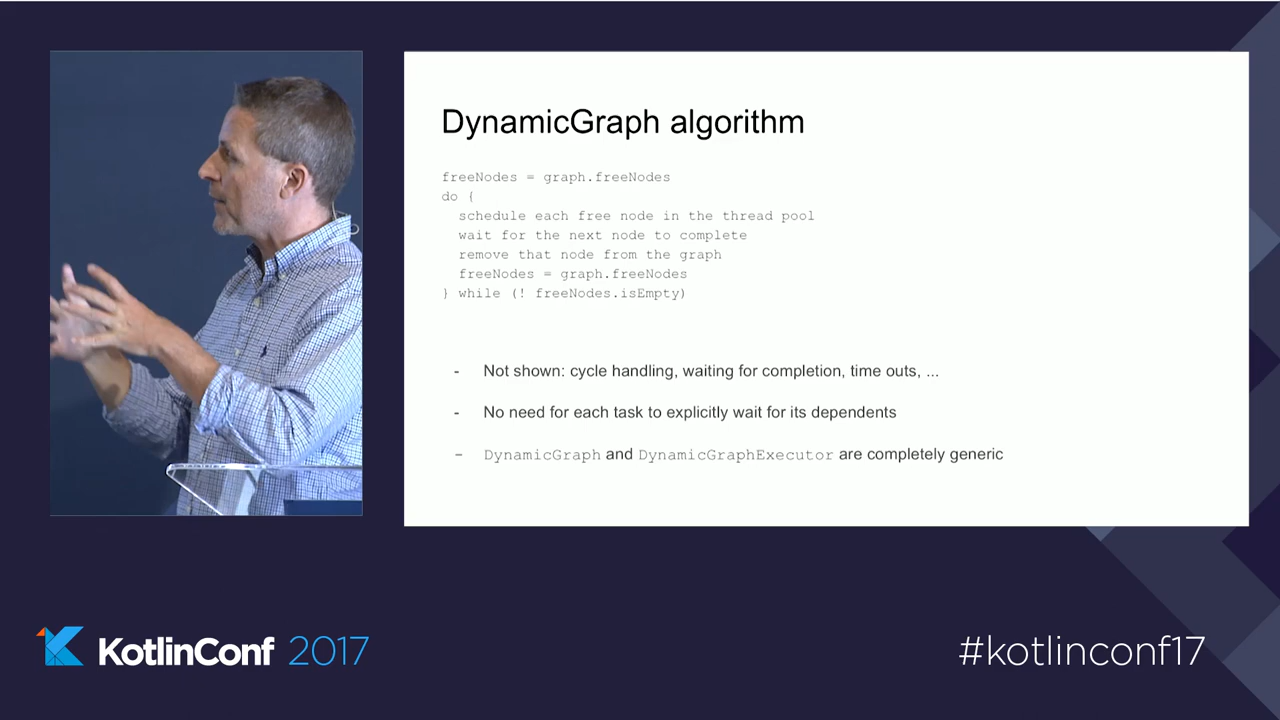 DynamicGraph algorithm
freeNodes = graph.freeNodes
do {
schedule each free node in the thread pool
wait for the next node to complete
remove that node from the graph
freeNodes = graph.freeNodes
} while (! freeNodes.isEmpty)
- Not shown: cycle handling, waiting for completion, time outs, ...
- No need for each task to explicitly wait for its dependents
- DynamicGraph and DynamicGraphExecutor are completely generic
KotlinConf 2017
#kotlinconf17